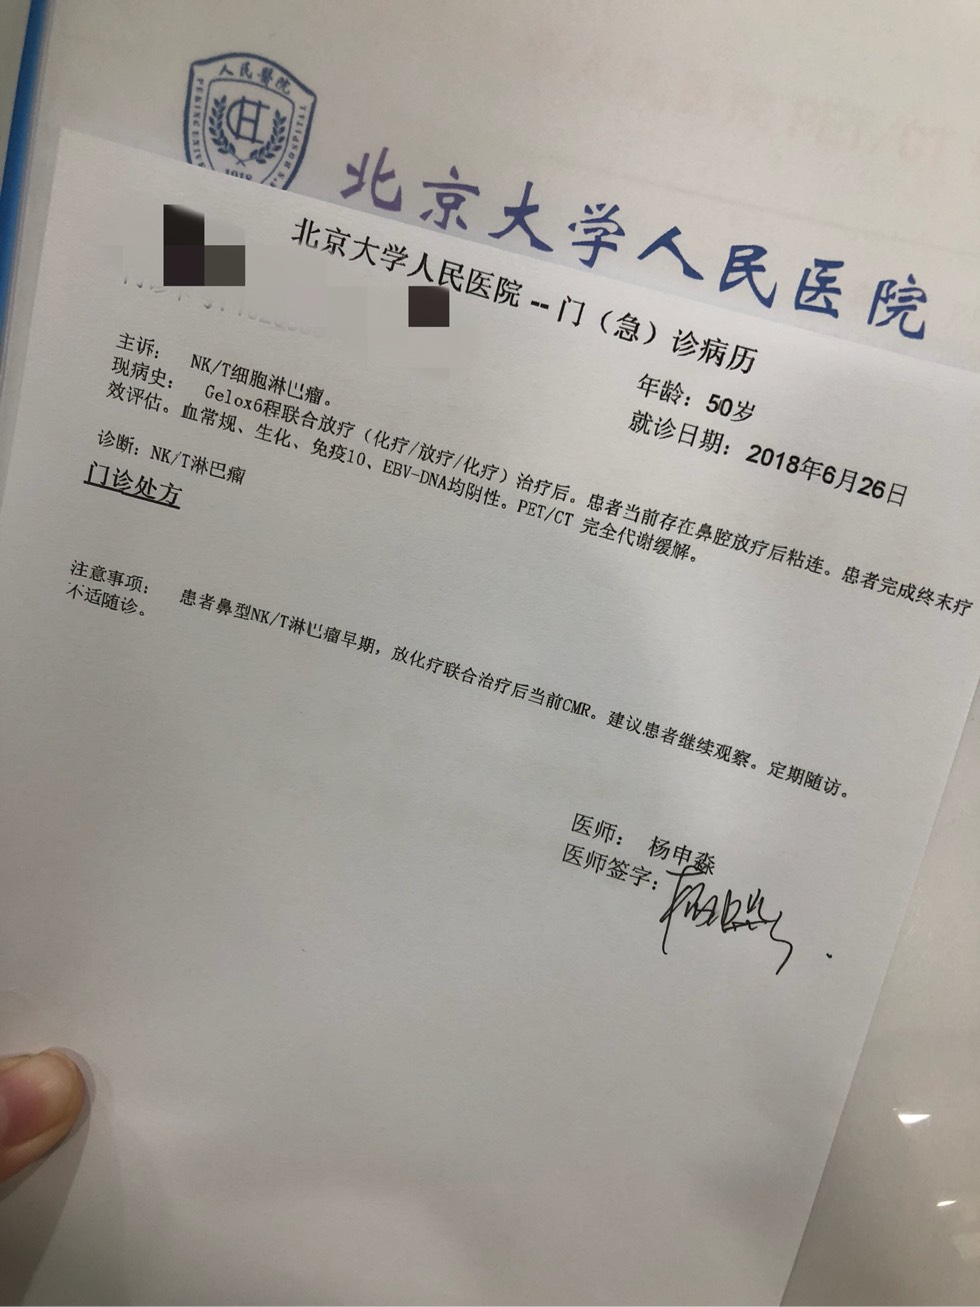 人民醫院
1918
北京大学人民医院
北京大学人民医院--门（急）诊病历
年龄：50岁
就诊日期：2018年6月26日
主诉：NK/T细胞淋巴瘤。
现病史：Gelox6程联合放疗（化疗/放疗/化疗）治疗后。患者当前存在鼻腔放疗后粘连。患者完成终末疗
效评估。血常规、生化、免疫10、EBV-DNA均阴性。PET/CT 完全代谢缓解。
诊断：NK/T淋巴瘤
门诊处方
注意事项：患者鼻型NK/T淋巴瘤早期，放化疗联合治疗后当前CMR。建议患者继续观察。定期随访。
不适随诊。
医师：杨申淼
医师签字：